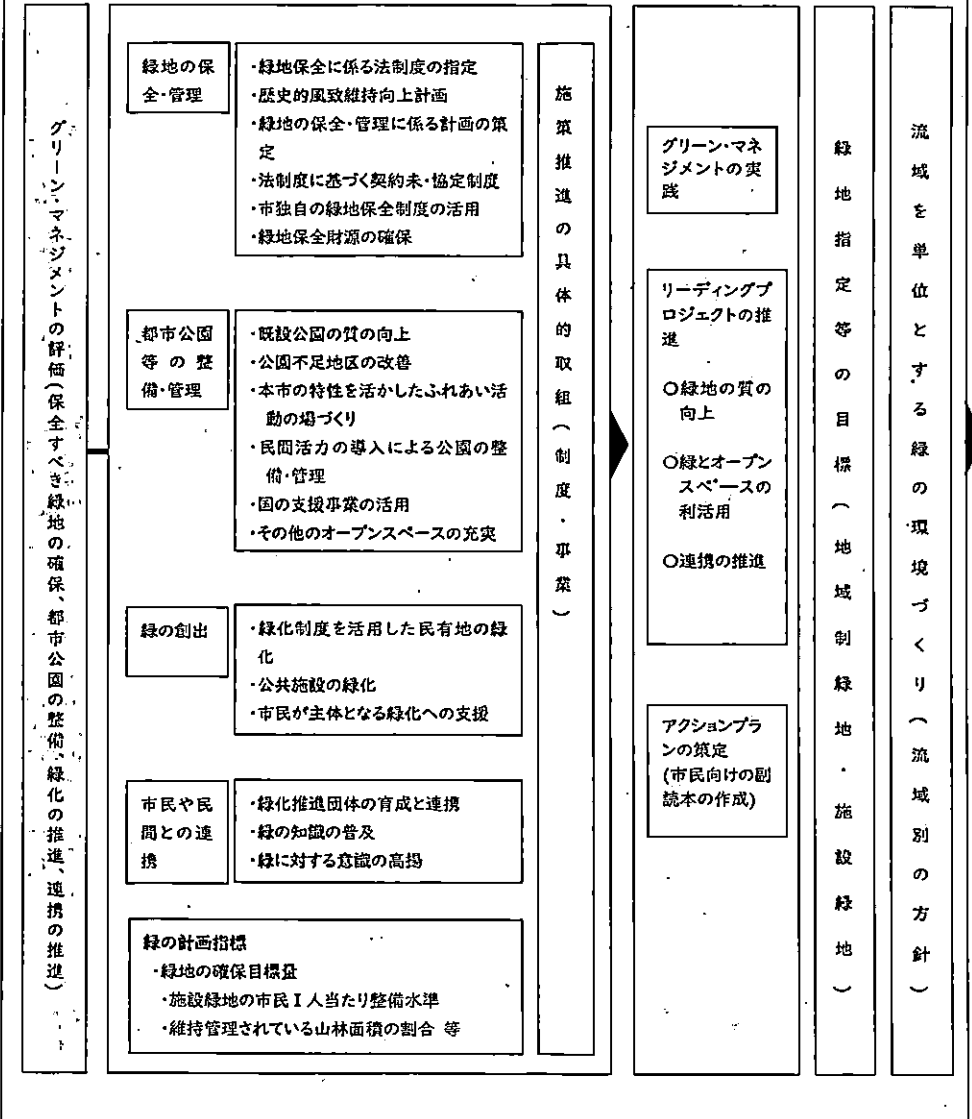 グリーン・マネジメントの評価(保全すべき緑地の確保、都市公園の整備、緑化の推進、連携の推進)
緑地の保
全・管理
・緑地保全に係る法制度の指定
・歴史的風致維持向上計画
・緑地の保全・管理に係る計画の策
定
・法制度に基づく契約未・協定制度
・市独自の緑地保全制度の活用
・緑地保全財源の確保
都市公園
等の整
備・管理
・既設公園の質の向上
・公園不足地区の改善
・本市の特性を活かしたふれあい活
動の場づくり
・民間活力の導入による公園の整
備・管理
・国の支援事業の活用
・その他のオープンスペースの充実
緑の創出
・緑化制度を活用した民有地の緑
化
・公共施設の緑化
・市民が主体となる緑化への支援
市民や民
間との連
携
・緑化推進団体の育成と連携
・緑の知識の普及
・緑に対する意識の高揚
緑の計画指標
・緑地の確保目標量
・施設緑地の市民1人当たり整備水準
・維持管理されている山林面積の割合 等
施策推進の具体的取組(制度・事業)
グリーン・マネ
ジメントの実
践
リーディングプ
ロジェクトの推
進
○緑地の質の
向上
○緑とオープン
スペースの
利活用
○連携の推進
アクションプラ
ンの策定
(市民向けの副
読本の作成)
緑地指定等の目標(地域制緑地・施設緑地)
流域を単位とする緑の環境づくり(流域別の方針)